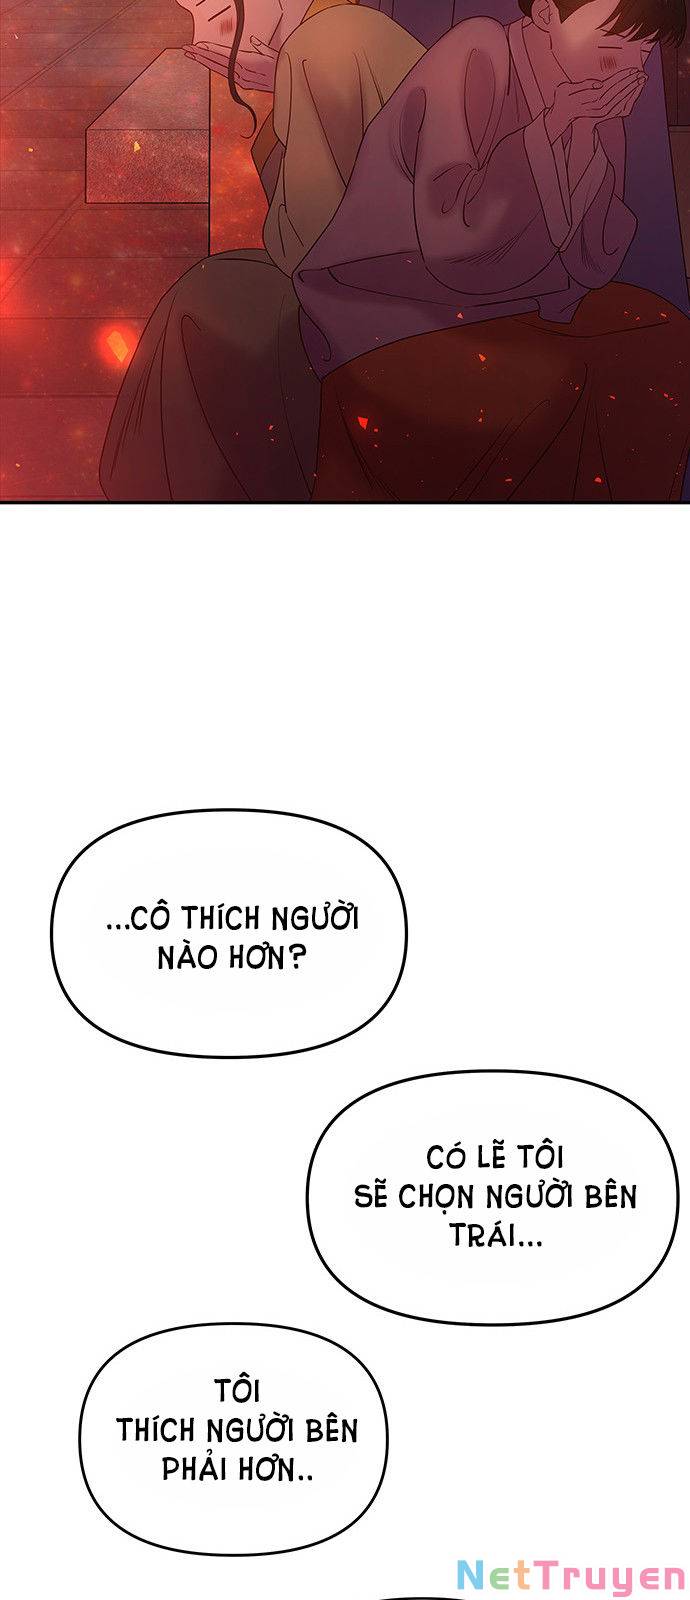 ...CÔ THÍCH NGƯỜI
NÀO HƠN?
CÓ LẼ TÔI
SẼ CHỌN NGƯỜI BÊN
TRÁI...
TÔI
THÍCH NGƯỜI BÊN
PHẢI HƠN..
NetTruyen